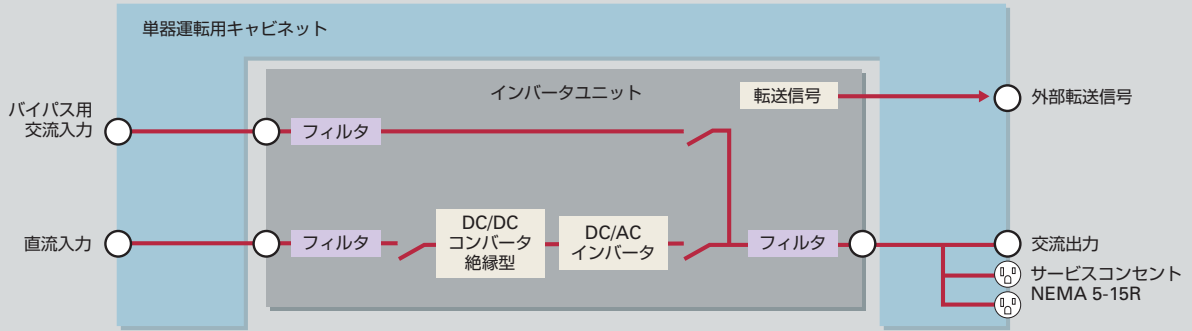 単器運転用キャビネット
インバータユニット
転送信号
外部転送信号
バイパス用
交流入力
フィルタ
直流入力
フィルタ
DC/DC
コンバータ
絶縁型
DC/AC
インバータ
フィルタ
交流出力
サービスコンセント
NEMA 5-15R